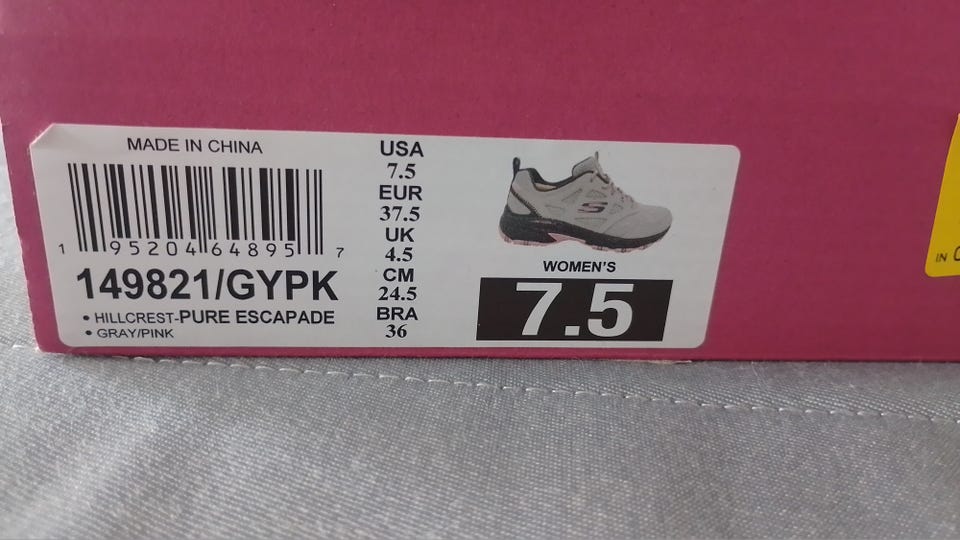 MADE IN CHINA
1 95204 64895 7
149821/GYPK
• HILLCREST-PURE ESCAPADE
• GRAY/PINK
USA
7.5
EUR
37.5
UK
4.5
CM
24.5
BRA
36
WOMEN'S
7.5
IN